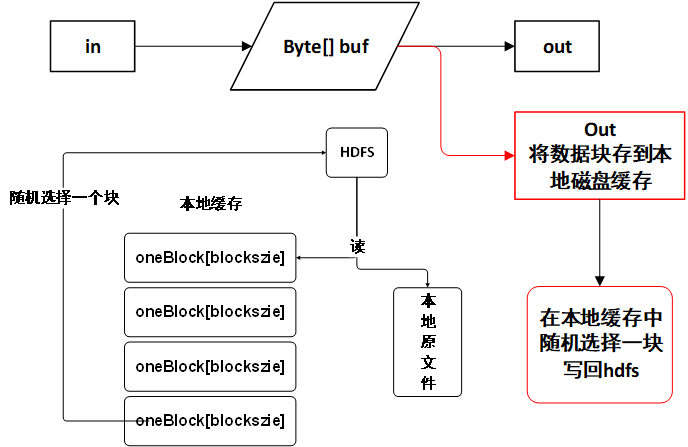 in
Byte[] buf
out
Out
将数据块存到本
地磁盘缓存
HDFS
随机选择一个块
本地缓存
读
oneBlock[blockszie]
oneBlock[blockszie]
oneBlock[blockszie]
oneBlock[blockszie]
本
地
原
文
件
在本地缓存中
随机选择一块
写回hdfs